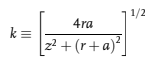 k ≡ [ 4ra / (z² + (r + a)²) ]^{1/2}